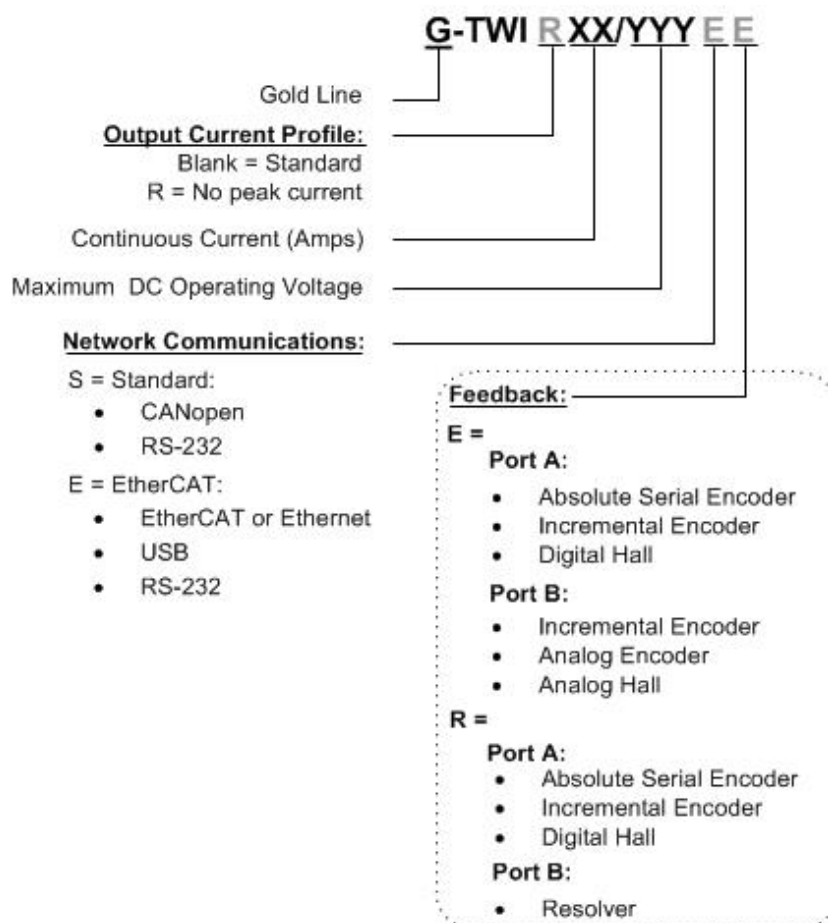 G-TWI R XX/YYY E E
Gold Line
Output Current Profile:
Blank = Standard
R = No peak current
Continuous Current (Amps)
Maximum DC Operating Voltage
Network Communications:
S = Standard:
• CANopen
• RS-232
E = EtherCAT:
• EtherCAT or Ethernet
• USB
• RS-232
Feedback:
E =
Port A:
• Absolute Serial Encoder
• Incremental Encoder
• Digital Hall
Port B:
• Incremental Encoder
• Analog Encoder
• Analog Hall
R =
Port A:
• Absolute Serial Encoder
• Incremental Encoder
• Digital Hall
Port B:
• Resolver